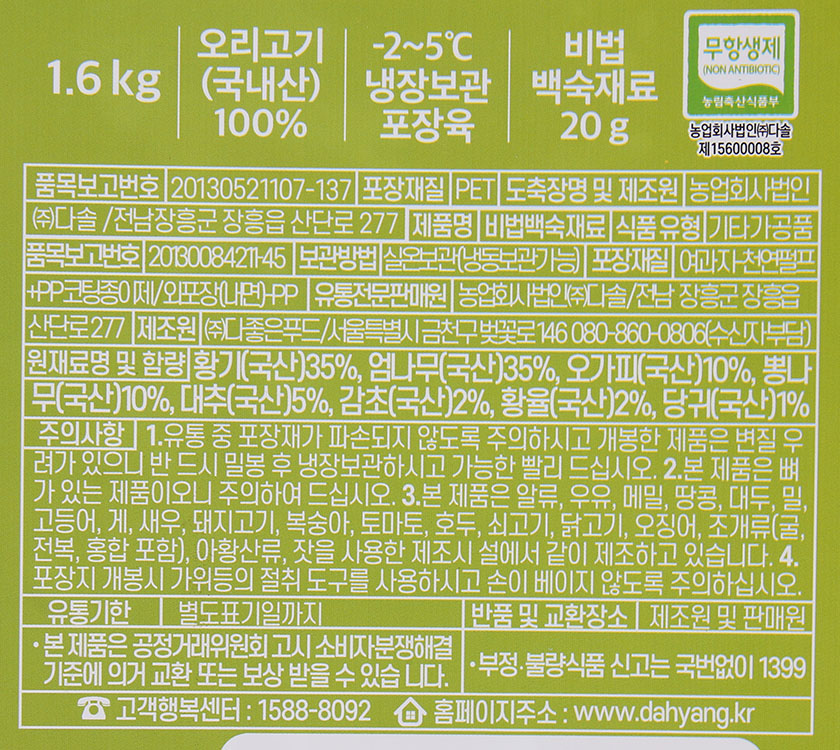 1.6 kg
오리고기
(국내산)
100%
-2~5℃
냉장보관
포장육
비법
백숙재료
20 g
무항생제
(NON ANTIBIOTIC)
농림축산식품부
농업회사법인㈜다솔
제15600008호
품목보고번호 20130521107-137 포장재질 PET 도축장명 및 제조원 농업회사법인
㈜다솔 /전남장흥군 장흥읍 산단로 277 제품명 비법백숙재료 식품 유형 기타가공품
품목보고번호 20130084211-45 보관방법 실온보관(냉동보관가능) 포장재질 여과지-천연펄프
+PP코팅종이제/외포장(내면)-PP 유통전문판매원 농업회사법인㈜다솔/전남 장흥군 장흥읍
산단로277 제조원 ㈜다좋은푸드/서울특별시 금천구 벚꽃로 146 080-860-0806(수신자부담)
원재료명 및 함량 황기(국산)35%, 엄나무(국산)35%, 오가피(국산)10%, 뽕나
무(국산)10%, 대추(국산)5%, 감초(국산)2%, 황율(국산)2%, 당귀(국산)1%
주의사항 1.유통 중 포장재가 파손되지 않도록 주의하시고 개봉한 제품은 변질 우
려가 있으니 반 드시 밀봉 후 냉장보관하시고 가능한 빨리 드십시오. 2.본 제품은 뼈
가 있는 제품이오니 주의하여 드십시오. 3.본 제품은 알류, 우유, 메밀, 땅콩, 대두, 밀,
고등어, 게, 새우, 돼지고기, 복숭아, 토마토, 호두, 쇠고기, 닭고기, 오징어, 조개류(굴,
전복, 홍합 포함), 아황산류, 잣을 사용한 제조시 설에서 같이 제조하고 있습니다. 4.
포장지 개봉시 가위등의 절취 도구를 사용하시고 손이 베이지 않도록 주의하십시오.
유통기한 별도표기일까지 반품 및 교환장소 제조원 및 판매원
·본 제품은 공정거래위원회 고시 소비자분쟁해결
기준에 의거 교환 또는 보상 받을 수 있습 니다.
·부정·불량식품 신고는 국번없이 1399
☎ 고객행복센터 : 1588-8092 홈페이지주소 : www.dahyang.kr